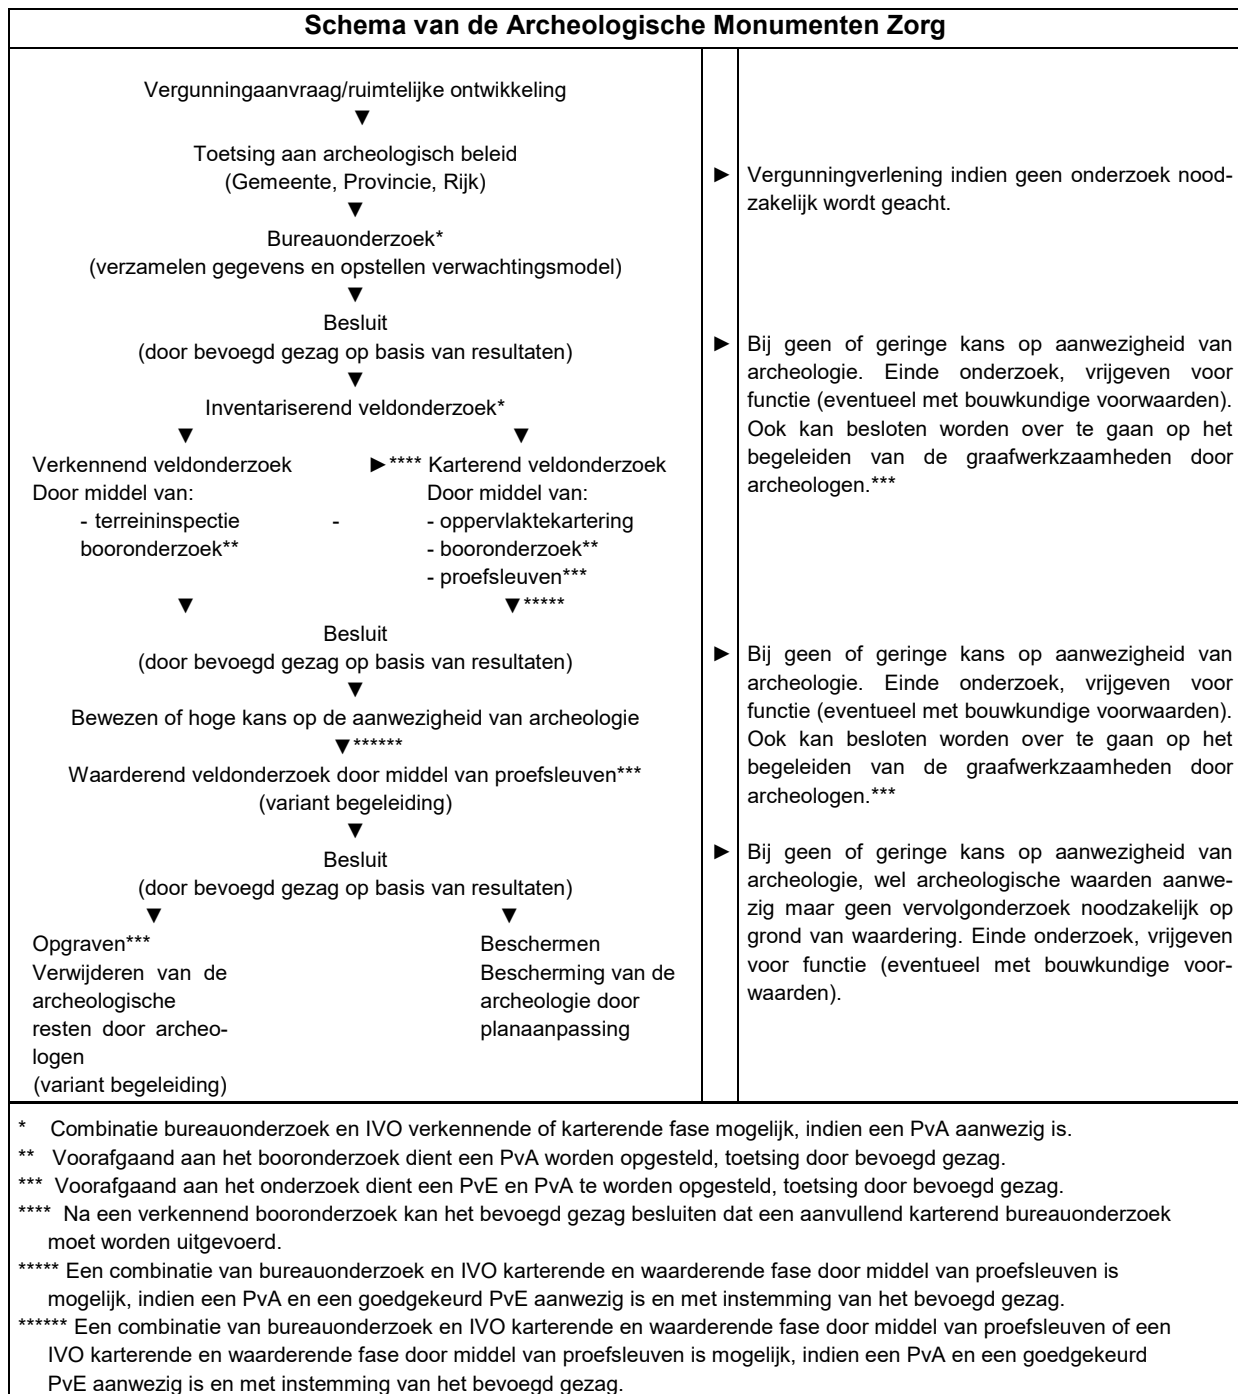 Schema van de Archeologische Monumenten Zorg
Vergunningaanvraag/ruimtelijke ontwikkeling
▼
Toetsing aan archeologisch beleid
(Gemeente, Provincie, Rijk)
▼
Bureauonderzoek*
(verzamelen gegevens en opstellen verwachtingsmodel)
▼
Besluit
(door bevoegd gezag op basis van resultaten)
▼
Inventariserend veldonderzoek*
▼ ▼
Verkennend veldonderzoek ►**** Karterend veldonderzoek
Door middel van: Door middel van:
- terreininspectie - - oppervlaktekartering
booronderzoek** - booronderzoek**
- proefsleuven***
▼ ▼*****
Besluit
(door bevoegd gezag op basis van resultaten)
▼
Bewezen of hoge kans op de aanwezigheid van archeologie
▼******
Waarderend veldonderzoek door middel van proefsleuven***
(variant begeleiding)
▼
Besluit
(door bevoegd gezag op basis van resultaten)
▼ ▼
Opgraven*** Beschermen
Verwijderen van de Bescherming van de
archeologische archeologie door
resten door archeo- planaanpassing
logen
(variant begeleiding)
► Vergunningverlening indien geen onderzoek nood-
zakelijk wordt geacht.
► Bij geen of geringe kans op aanwezigheid van
archeologie. Einde onderzoek, vrijgeven voor
functie (eventueel met bouwkundige voorwaarden).
Ook kan besloten worden over te gaan op het
begeleiden van de graafwerkzaamheden door
archeologen.***
► Bij geen of geringe kans op aanwezigheid van
archeologie. Einde onderzoek, vrijgeven voor
functie (eventueel met bouwkundige voorwaarden).
Ook kan besloten worden over te gaan op het
begeleiden van de graafwerkzaamheden door
archeologen.***
► Bij geen of geringe kans op aanwezigheid van
archeologie, wel archeologische waarden aanwe-
zig maar geen vervolgonderzoek noodzakelijk op
grond van waardering. Einde onderzoek, vrijgeven
voor functie (eventueel met bouwkundige voor-
waarden).
* Combinatie bureauonderzoek en IVO verkennende of karterende fase mogelijk, indien een PvA aanwezig is.
** Voorafgaand aan het booronderzoek dient een PvA worden opgesteld, toetsing door bevoegd gezag.
*** Voorafgaand aan het onderzoek dient een PvE en PvA te worden opgesteld, toetsing door bevoegd gezag.
**** Na een verkennend booronderzoek kan het bevoegd gezag besluiten dat een aanvullend karterend bureauonderzoek
moet worden uitgevoerd.
***** Een combinatie van bureauonderzoek en IVO karterende en waarderende fase door middel van proefsleuven is
mogelijk, indien een PvA en een goedgekeurd PvE aanwezig is en met instemming van het bevoegd gezag.
****** Een combinatie van bureauonderzoek en IVO karterende en waarderende fase door middel van proefsleuven of een
IVO karterende en waarderende fase door middel van proefsleuven is mogelijk, indien een PvA en een goedgekeurd
PvE aanwezig is en met instemming van het bevoegd gezag.